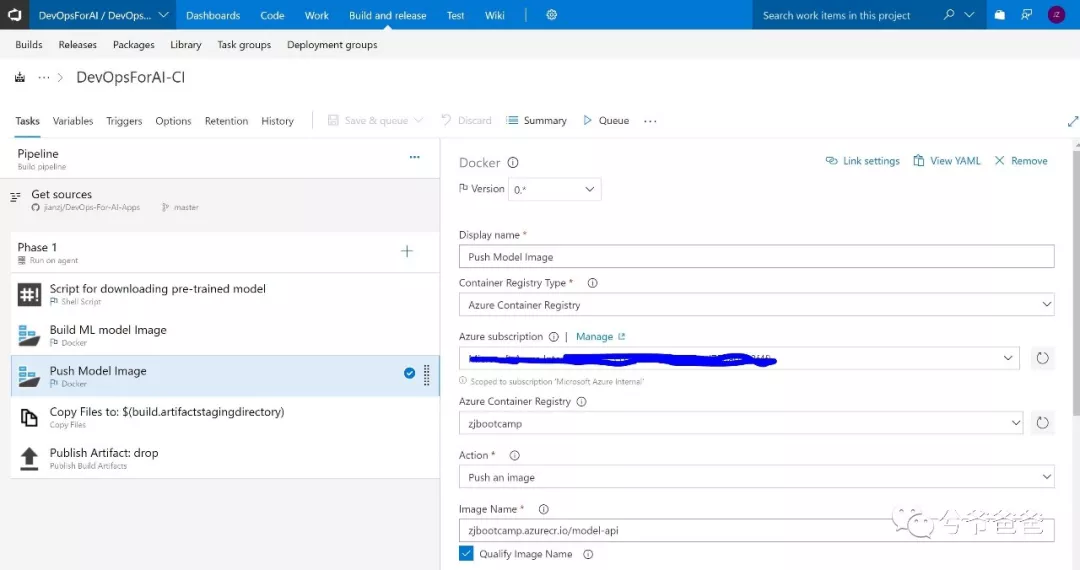 DevOpsForAI / DevOps...
Dashboards
Code
Work
Build and release
Test
Wiki
Search work items in this project
JZ
Builds
Releases
Packages
Library
Task groups
Deployment groups
...
DevOpsForAI-CI
Tasks
Variables
Triggers
Options
Retention
History
Save & queue
Discard
Summary
Queue
...
Pipeline
Build pipeline
...
Get sources
jianzj/DevOps-For-AI-Apps
master
Phase 1
Run on agent
Script for downloading pre-trained model
Shell Script
Build ML model Image
Docker
Push Model Image
Docker
Copy Files to: $(build.artifactstagingdirectory)
Copy Files
Publish Artifact: drop
Publish Build Artifacts
Docker
Link settings
View YAML
Remove
Version
0.*
Display name *
Push Model Image
Container Registry Type *
Azure Container Registry
Azure subscription
|
Manage
Scoped to subscription 'Microsoft Azure Internal'
Azure Container Registry
zjbootcamp
Action *
Push an image
Image Name *
zjbootcamp.azurecr.io/model-api
兮爷爸爸
Qualify Image Name